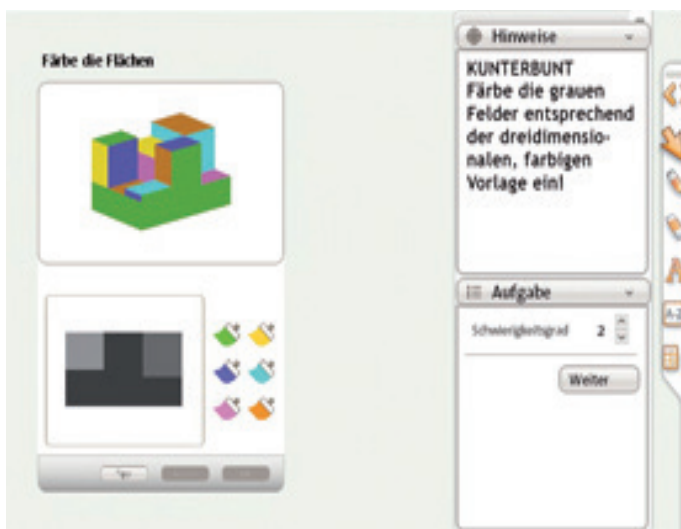 Färbe die Flächen
Hinweise
KUNTERBUNT
Färbe die grauen
Felder entsprechend
der dreidimensio-
nalen, farbigen
Vorlage ein!
Aufgabe
Schwierigkeitsgrad 2
Weiter
A-Z